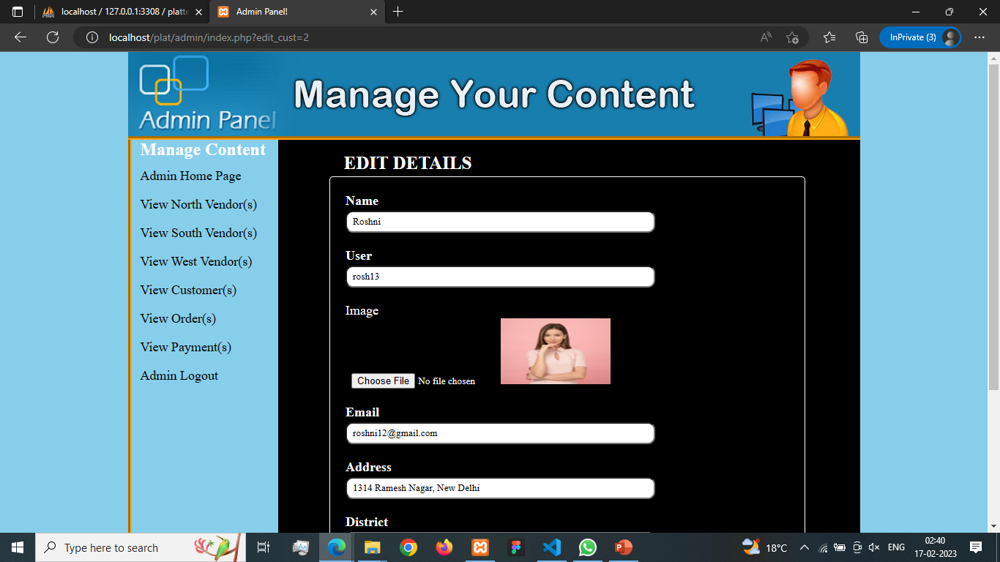 localhost / 127.0.0.1:3308 / platte
Admin Panel!
localhost/plat/admin/index.php?edit_cust=2
InPrivate (3)
Admin Panel
Manage Your Content
Manage Content
Admin Home Page
View North Vendor(s)
View South Vendor(s)
View West Vendor(s)
View Customer(s)
View Order(s)
View Payment(s)
Admin Logout
EDIT DETAILS
Name
Roshni
User
rosh13
Image
Choose File No file chosen
Email
roshni12@gmail.com
Address
1314 Ramesh Nagar, New Delhi
District
Type here to search
18°C
ENG
02:40
17-02-2023